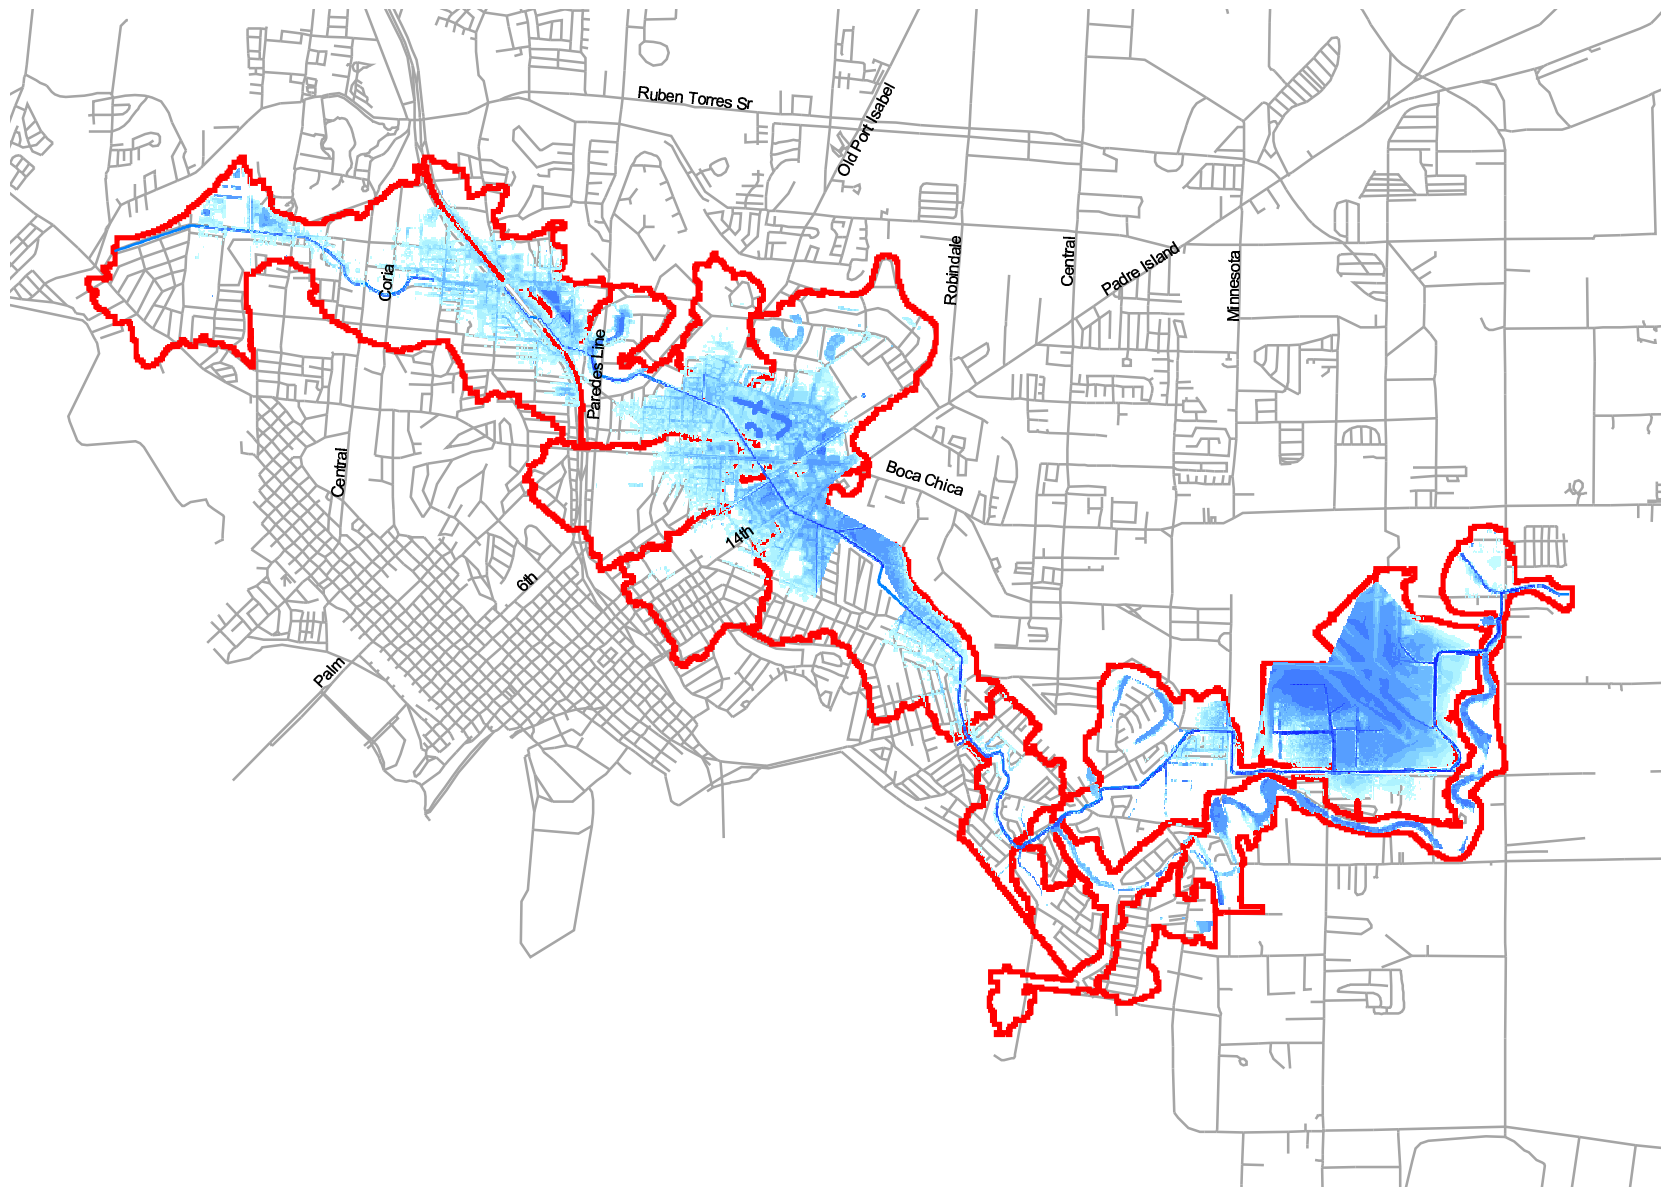 Ruben Torres Sr
Old Port Isabel
Robindale
Central
Padre Island
Minnesota
Coria
Paredes Line
Central
Boca Chica
14th
6th
Palm